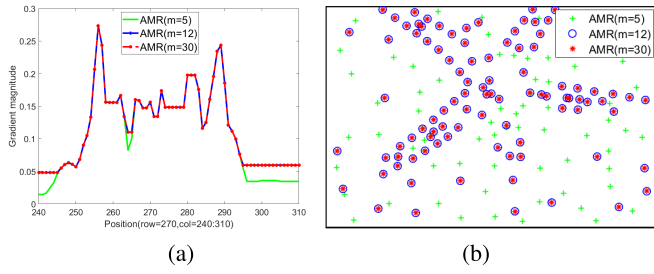 AMR(m=5)
AMR(m=12)
AMR(m=30)
Gradient magnitude
0.3
0.25
0.2
0.15
0.1
0.05
0
240 250 260 270 280 290 300 310
Position(row=270,col=240:310)
(a)
AMR(m=5)
AMR(m=12)
AMR(m=30)
(b)